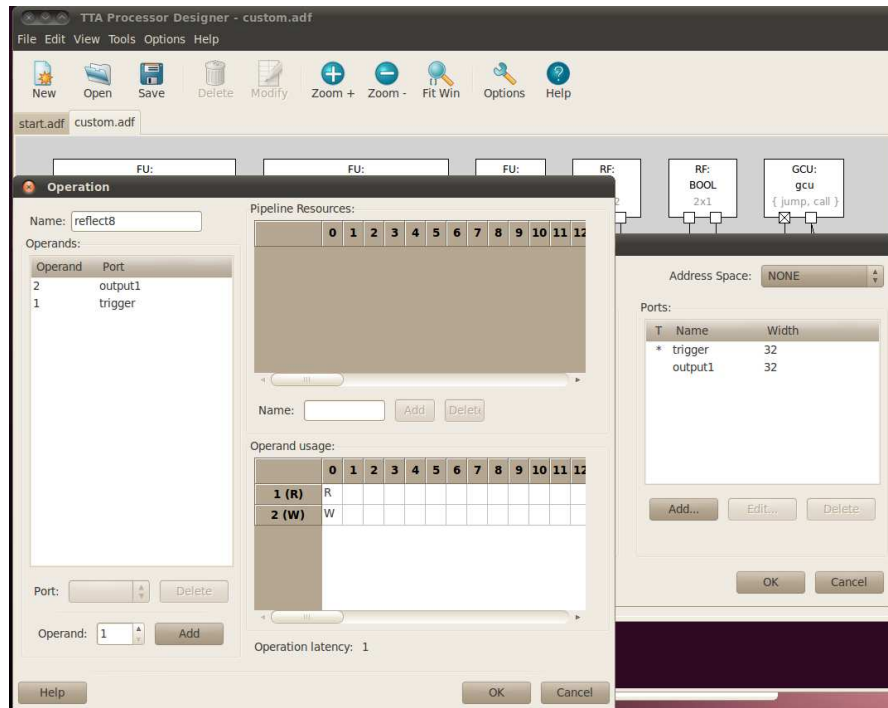 TTA Processor Designer - custom.adf
File Edit View Tools Options Help
New Open Save Delete Modify Zoom + Zoom - Fit Win Options Help
start.adf custom.adf
FU: FU: FU: RF: RF: GCU:
BOOL gcu
2 2x1 { jump, call }
Operation
Name: reflect8
Operands:
Operand Port
2 output1
1 trigger
Port: Delete
Operand: 1 Add
Pipeline Resources:
0 1 2 3 4 5 6 7 8 9 10 11 12
Name: Add Delete
Operand usage:
0 1 2 3 4 5 6 7 8 9 10 11 12
1 (R) R
2 (W) W
Operation latency: 1
Help OK Cancel
Address Space: NONE
Ports:
T Name Width
* trigger 32
output1 32
Add... Edit... Delete
OK Cancel